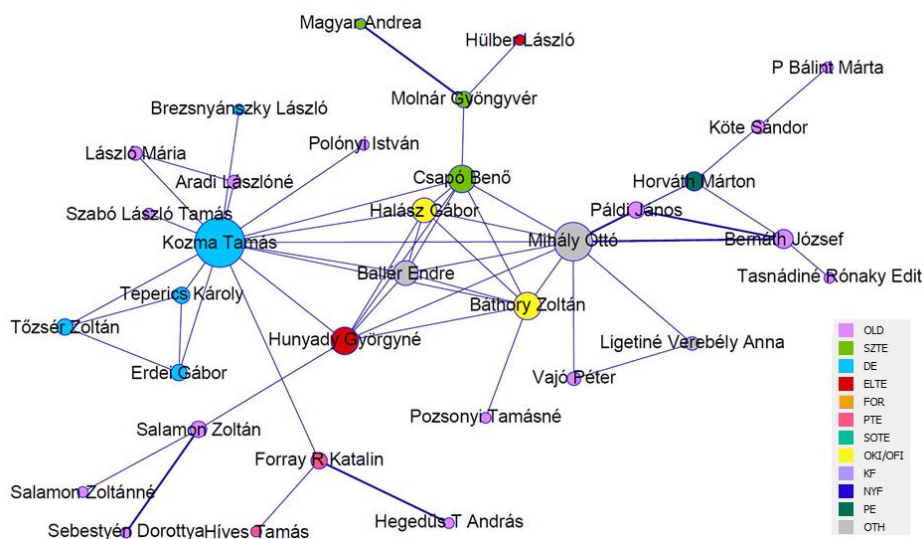 Magyar Andrea
Hülber László
P Bálint Márta
Molnár Gyöngyvér
Brezsnyánszky László
Köte Sándor
Polónyi István
László Mária
Csapó Benő
Horváth Márton
Aradi Lászlóné
Halász Gábor
Páldi János
Szabó László Tamás
Kozma Tamás
Mihály Ottó
Bernáth József
Ballér Endre
Tasnádiné Rónaky Edit
Teperics Károly
Báthory Zoltán
Tőzsér Zoltán
Hunyady Györgyné
Ligetiné Verebély Anna
Erdei Gábor
Vajó Péter
Pozsonyi Tamásné
Salamon Zoltán
Forray R Katalin
Salamon Zoltánné
Sebestyén Dorottya
Híves Tamás
Hegedűs T András
OLD
SZTE
DE
ELTE
FOR
PTE
SOTE
OKI/OFI
KF
NYF
PE
OTH